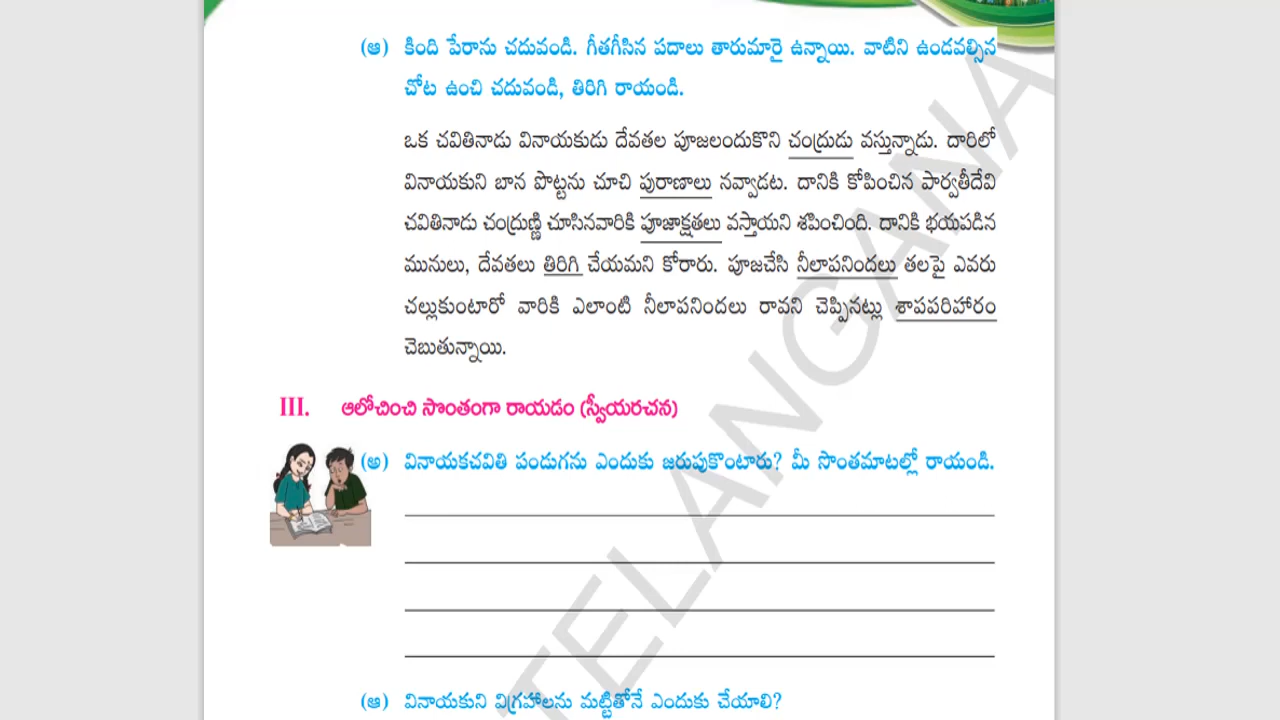 (ఆ) కింది పేరాను చదువండి. గీతగీసిన పదాలు తారుమారై ఉన్నాయి. వాటిని ఉండవల్సిన
చోట ఉంచి చదువండి, తిరిగి రాయండి.
ఒక చవితినాడు వినాయకుడు దేవతల పూజలందుకొని చంద్రుడు వస్తున్నాడు. దారిలో
వినాయకుని బాన పొట్టను చూచి పురాణాలు నవ్వాడట. దానికి కోపించిన పార్వతీదేవి
చవితినాడు చంద్రుణ్ణి చూసినవారికి పూజాక్షతలు వస్తాయని శపించింది. దానికి భయపడిన
మునులు, దేవతలు తిరిగి చేయమని కోరారు. పూజచేసి నీలాపనిందలు తలపై ఎవరు
చల్లుకుంటారో వారికి ఎలాంటి నీలాపనిందలు రావని చెప్పినట్లు శాపపరిహారం
చెబుతున్నాయి.
III. ఆలోచించి సొంతంగా రాయడం (స్వీయరచన)
(అ) వినాయకచవితి పండుగను ఎందుకు జరుపుకొంటారు? మీ సొంతమాటల్లో రాయండి.
(ఆ) వినాయకుని విగ్రహాలను మట్టితోనే ఎందుకు చేయాలి?
TELANGANA